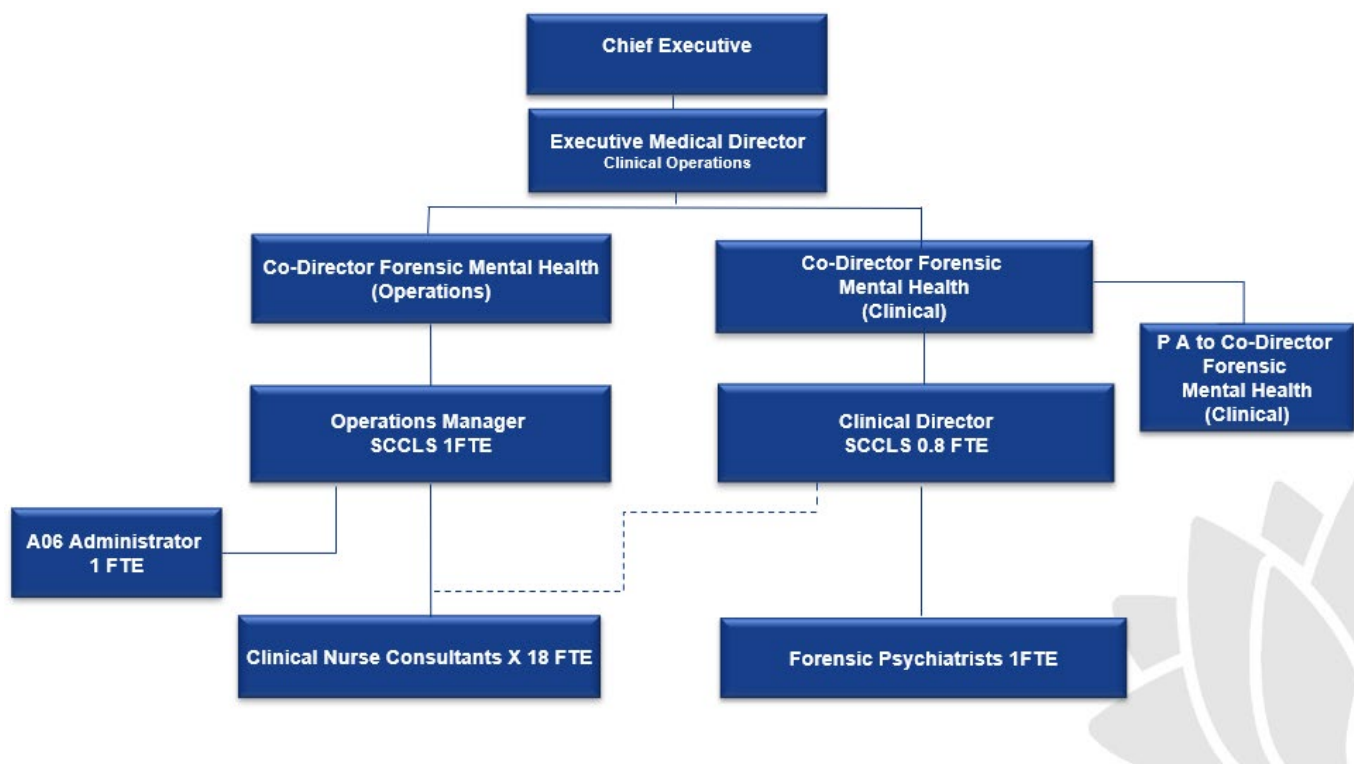 Chief Executive
Executive Medical Director
Clinical Operations
Co-Director Forensic Mental Health
(Operations)
Co-Director Forensic
Mental Health
(Clinical)
P A to Co-Director
Forensic
Mental Health
(Clinical)
Operations Manager
SCCLS 1FTE
Clinical Director
SCCLS 0.8 FTE
A06 Administrator
1 FTE
Clinical Nurse Consultants X 18 FTE
Forensic Psychiatrists 1FTE